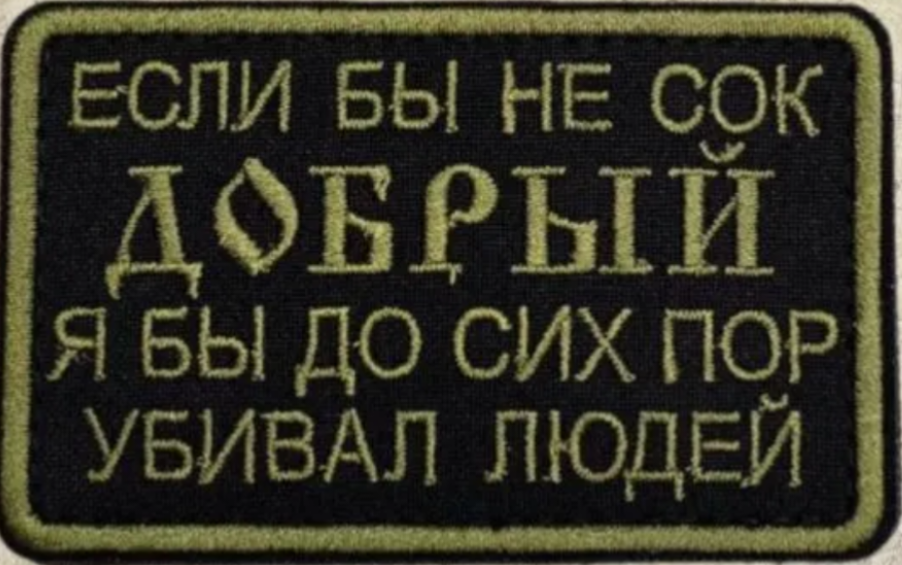 ЕСЛИ БЫ НЕ СОК
ДОБРЫЙ
Я БЫ ДО СИХ ПОР
УБИВАЛ ЛЮДЕЙ